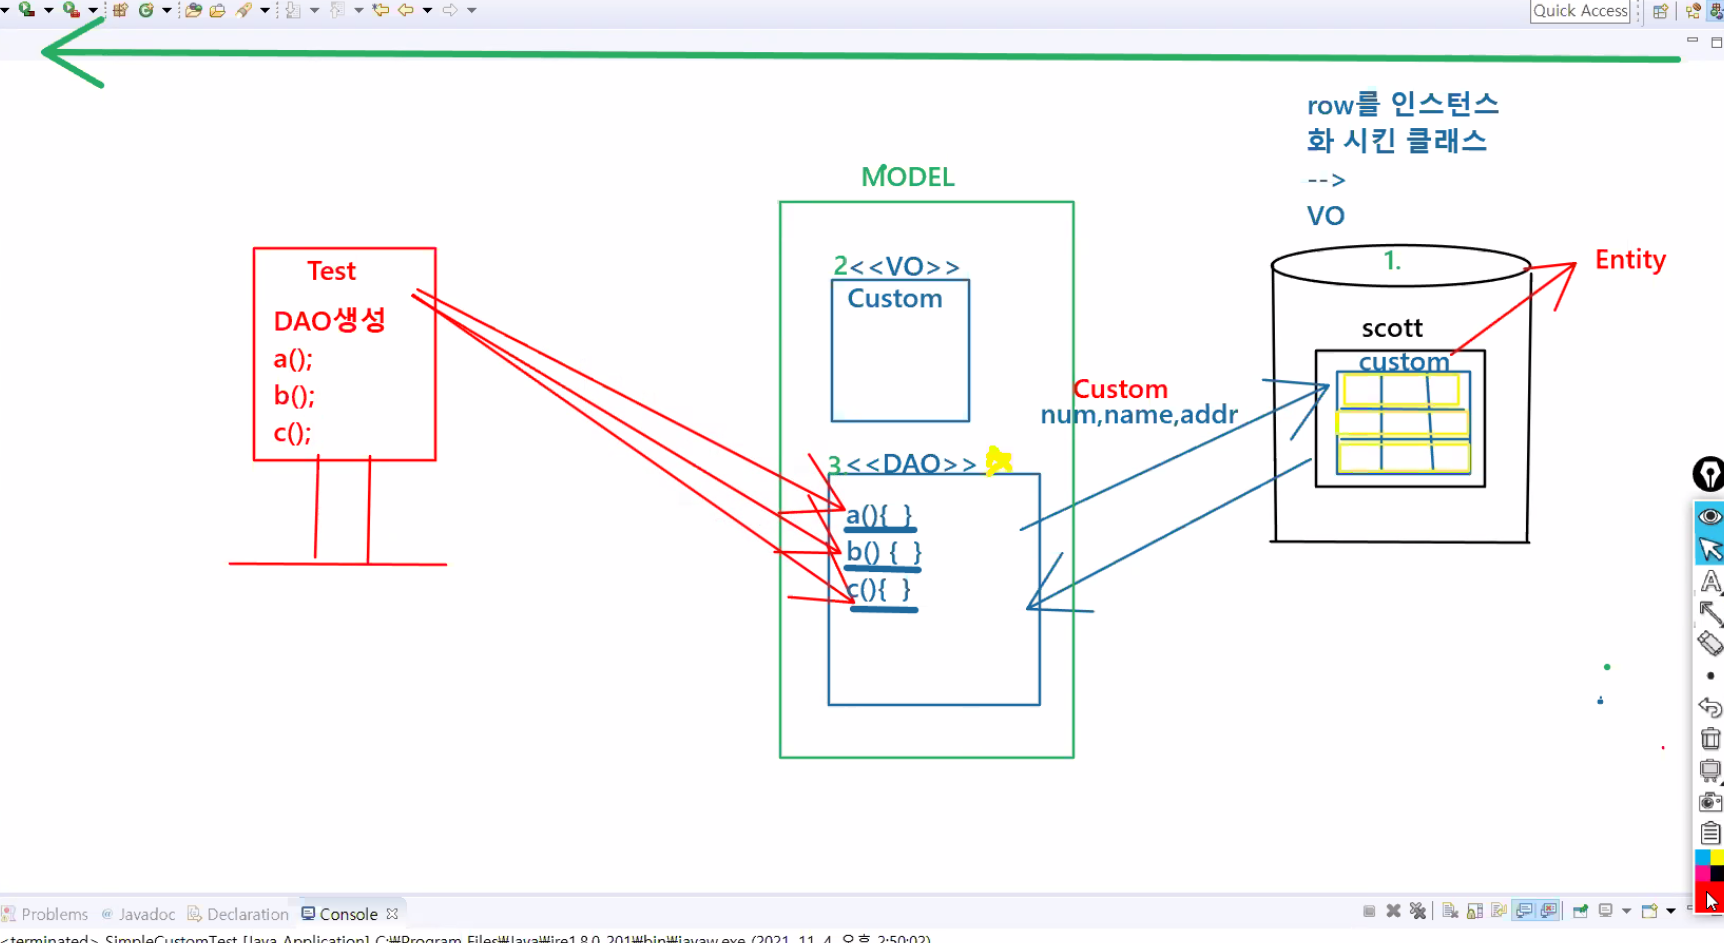 Quick Access
row를 인스턴스
화 시킨 클래스
-->
VO
MODEL
1.
Entity
2<<VO>>
Custom
Test
DAO생성
a();
b();
c();
scott
custom
Custom
num,name,addr
3.<<DAO>>
a(){ }
b() { }
c(){ }
Problems @ Javadoc Declaration Console
<terminated> SimpleCustomTest [Java Application] C:₩Program Files₩Java₩jre1.8.0_201₩bin₩javaw.exe (2021. 11. 4. 오후 2:50:02)